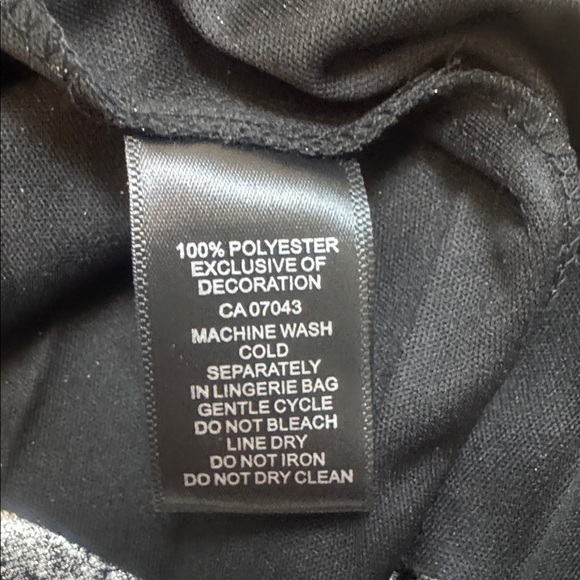 100% POLYESTER
EXCLUSIVE OF
DECORATION
CA 07043
MACHINE WASH
COLD
SEPARATELY
IN LINGERIE BAG
GENTLE CYCLE
DO NOT BLEACH
LINE DRY
DO NOT IRON
DO NOT DRY CLEAN